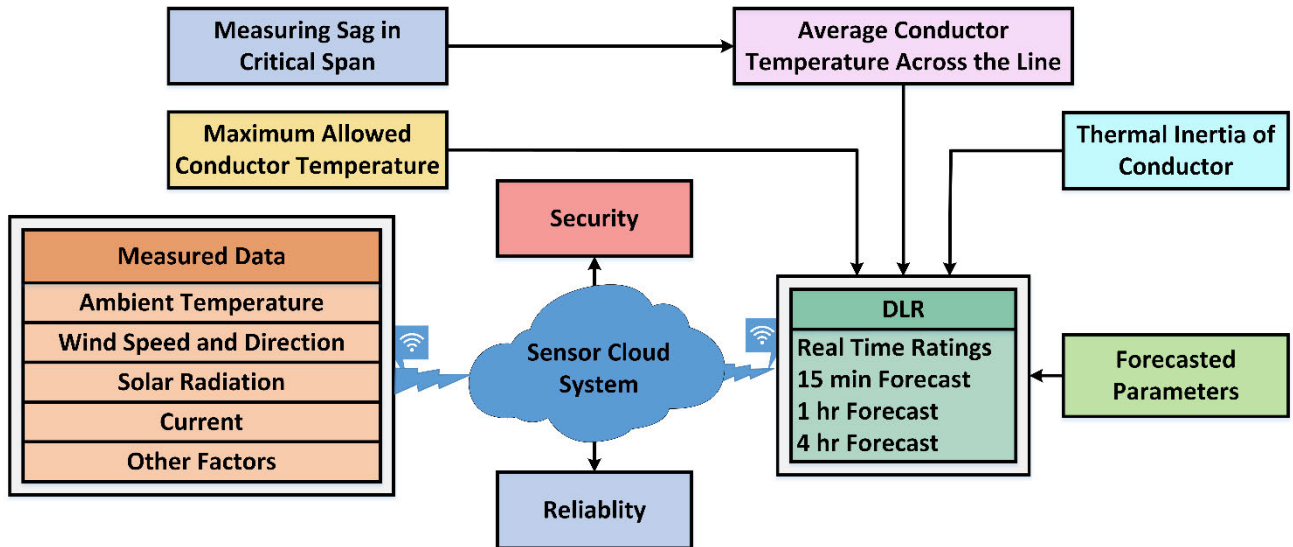 Measuring Sag in
Critical Span
Average Conductor
Temperature Across the Line
Maximum Allowed
Conductor Temperature
Thermal Inertia of
Conductor
Security
Measured Data
Ambient Temperature
Wind Speed and Direction
Solar Radiation
Current
Other Factors
Sensor Cloud
System
DLR
Real Time Ratings
15 min Forecast
1 hr Forecast
4 hr Forecast
Forecasted
Parameters
Reliablity